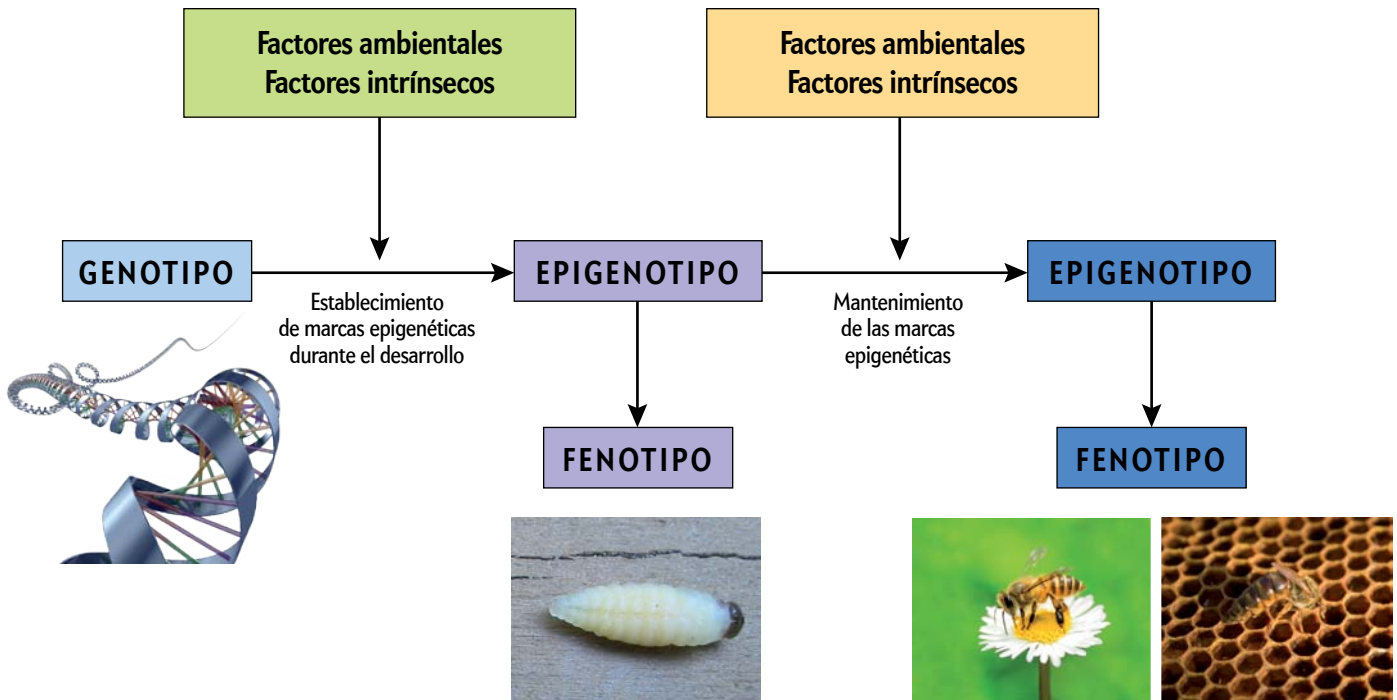 Factores ambientales
Factores intrínsecos
Factores ambientales
Factores intrínsecos
GENOTIPO
EPIGENOTIPO
EPIGENOTIPO
Establecimiento
de marcas epigenéticas
durante el desarrollo
Mantenimiento
de las marcas
epigenéticas
FENOTIPO
FENOTIPO